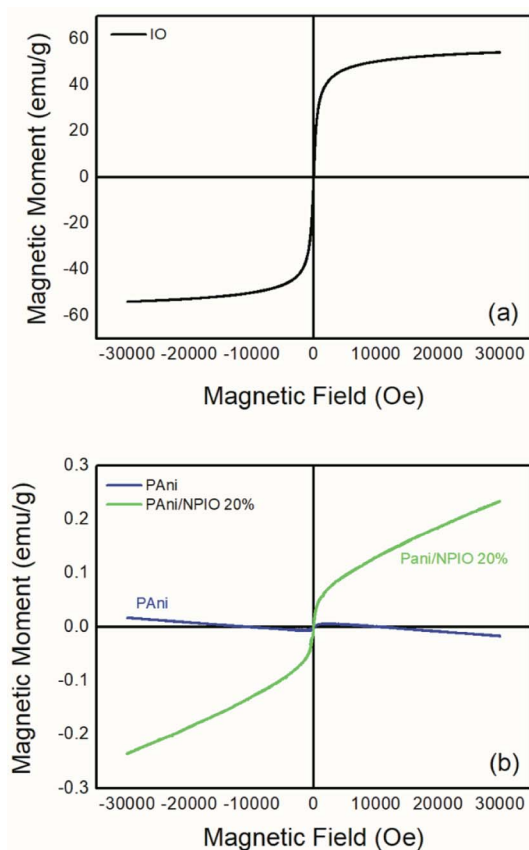 IO
60
40
20
0
-20
-40
-60
Magnetic Moment (emu/g)
(a)
-30000 -20000 -10000 0 10000 20000 30000
Magnetic Field (Oe)
PAni
PAni/NPIO 20%
0.3
0.2
0.1
0.0
-0.1
-0.2
-0.3
Magnetic Moment (emu/g)
Pani/NPIO 20%
PAni
(b)
-30000 -20000 -10000 0 10000 20000 30000
Magnetic Field (Oe)